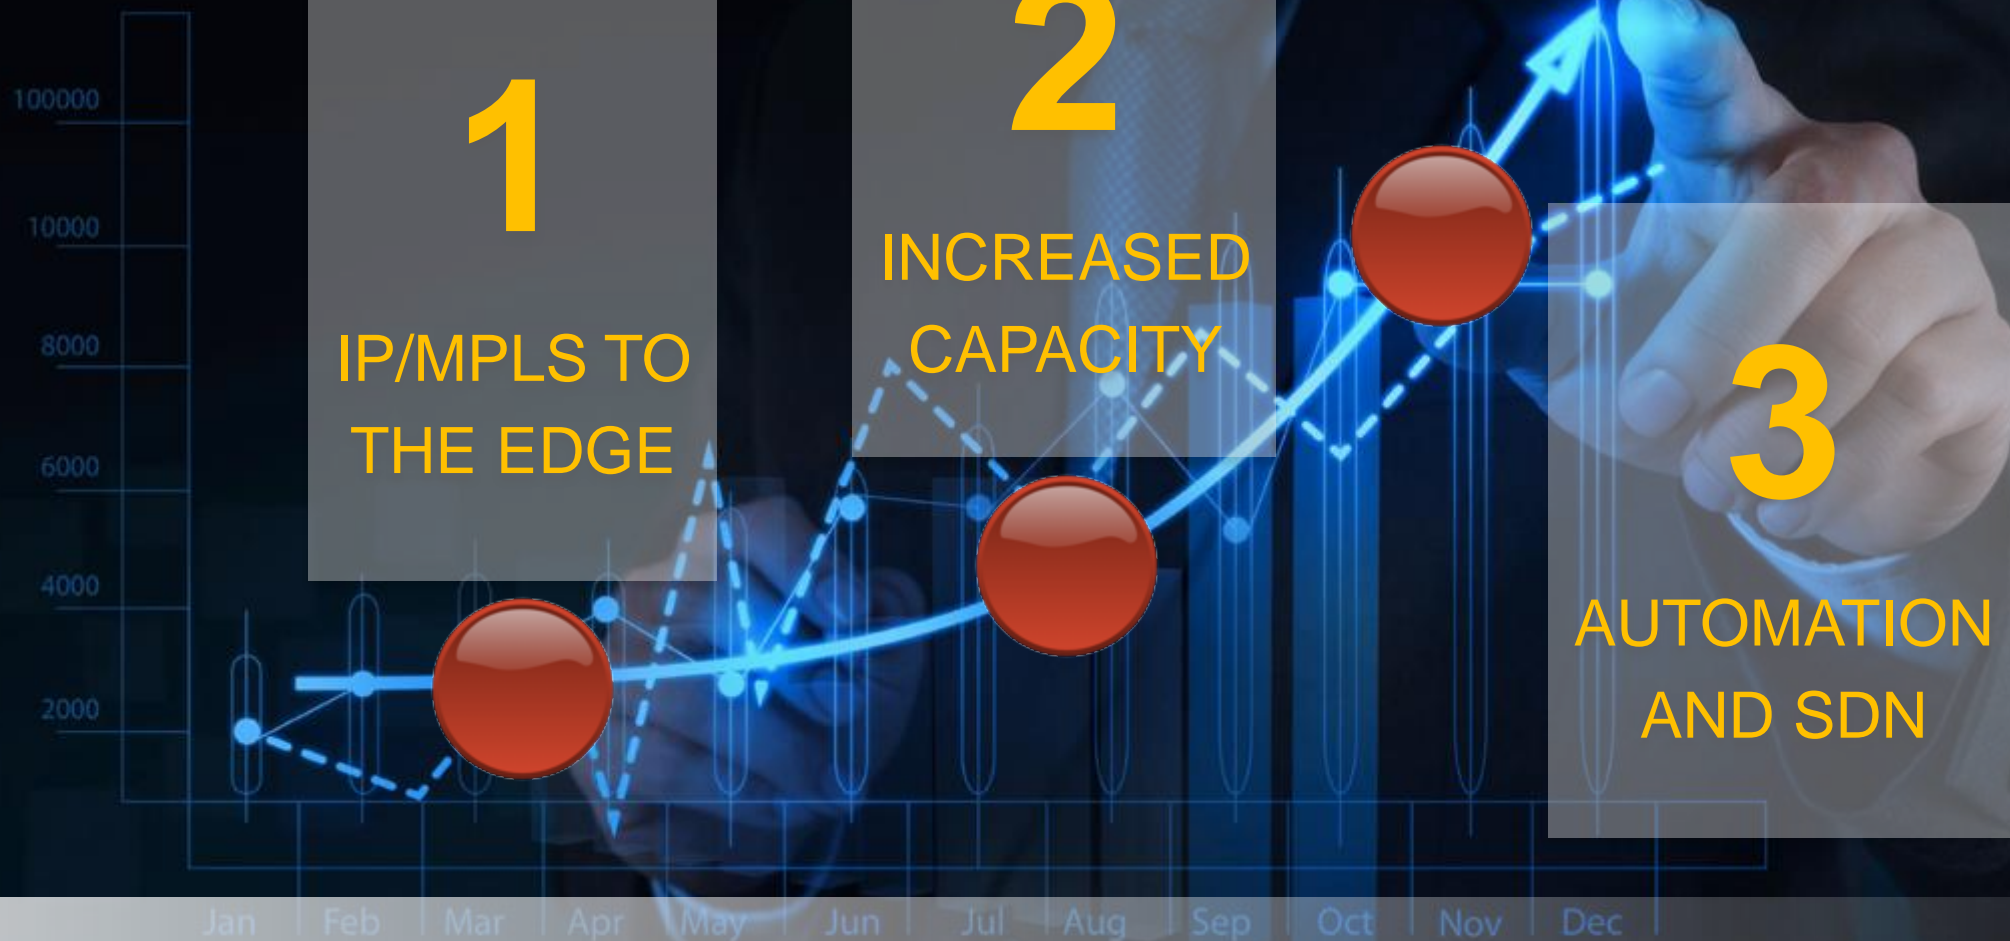 1
IP/MPLS TO
THE EDGE
2
INCREASED
CAPACITY
3
AUTOMATION
AND SDN
100000
10000
8000
6000
4000
2000
Jan Feb Mar Apr May Jun Jul Aug Sep Oct Nov Dec